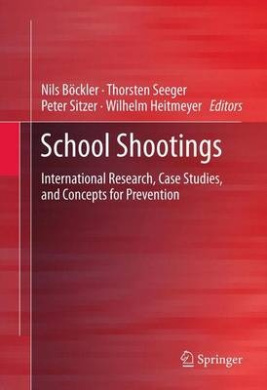 Nils Böckler · Thorsten Seeger
Peter Sitzer · Wilhelm Heitmeyer Editors
School Shootings
International Research, Case Studies,
and Concepts for Prevention
Springer